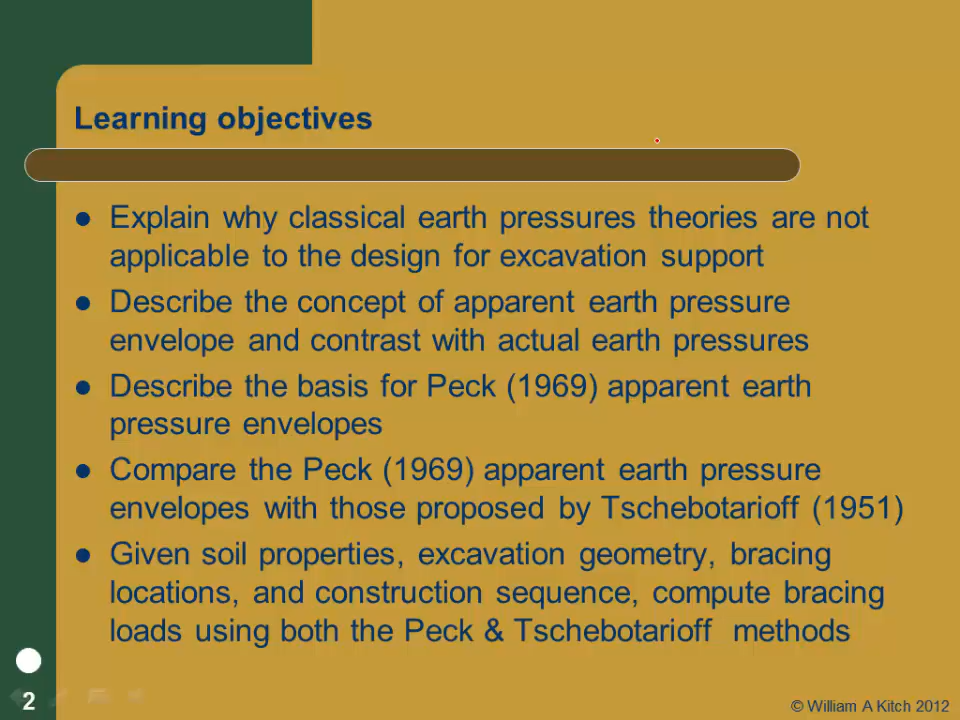 Learning objectives
Explain why classical earth pressures theories are not
applicable to the design for excavation support
Describe the concept of apparent earth pressure
envelope and contrast with actual earth pressures
Describe the basis for Peck (1969) apparent earth
pressure envelopes
Compare the Peck (1969) apparent earth pressure
envelopes with those proposed by Tschebotarioff (1951)
Given soil properties, excavation geometry, bracing
locations, and construction sequence, compute bracing
loads using both the Peck & Tschebotarioff methods
2
© William A Kitch 2012